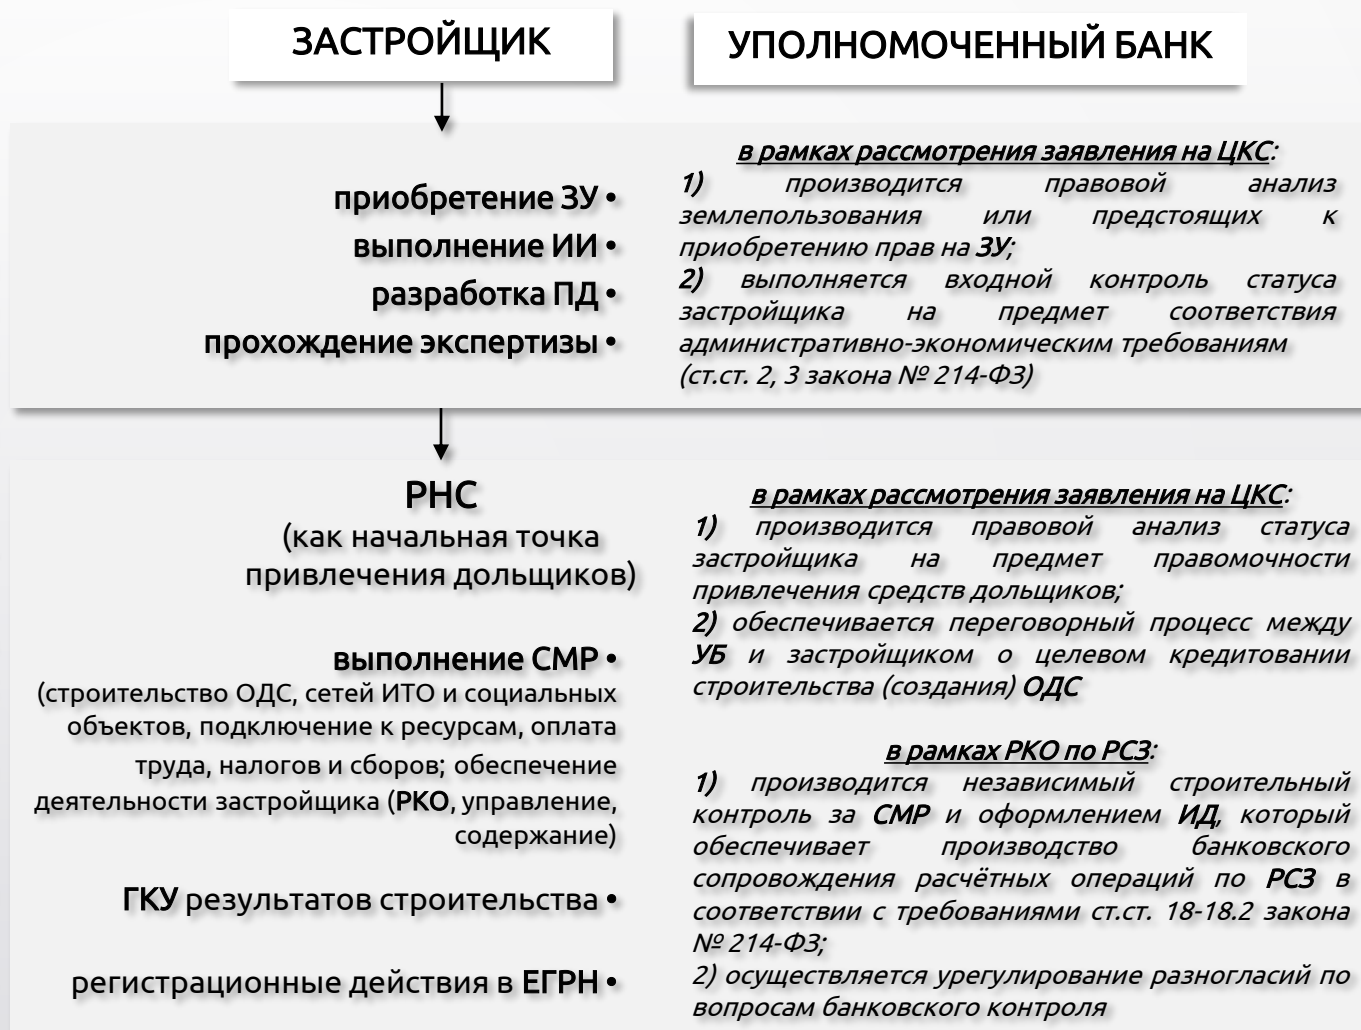 ЗАСТРОЙЩИК
УПОЛНОМОЧЕННЫЙ БАНК
приобретение ЗУ •
выполнение ИИ •
разработка ПД •
прохождение экспертизы •
в рамках рассмотрения заявления на ЦКС:
1) производится правовой анализ
землепользования или предстоящих к
приобретению прав на ЗУ;
2) выполняется входной контроль статуса
застройщика на предмет соответствия
административно-экономическим требованиям
(ст.ст. 2, 3 закона № 214-ФЗ)
РНС
(как начальная точка
привлечения дольщиков)
выполнение СМР •
(строительство ОДС, сетей ИТО и социальных
объектов, подключение к ресурсам, оплата
труда, налогов и сборов; обеспечение
деятельности застройщика (РКО, управление,
содержание)
ГКУ результатов строительства •
регистрационные действия в ЕГРН •
в рамках рассмотрения заявления на ЦКС:
1) производится правовой анализ статуса
застройщика на предмет правомочности
привлечения средств дольщиков;
2) обеспечивается переговорный процесс между
УБ и застройщиком о целевом кредитовании
строительства (создания) ОДС
в рамках РКО по РСЗ:
1) производится независимый строительный
контроль за СМР и оформлением ИД, который
обеспечивает производство банковского
сопровождения расчётных операций по РСЗ в
соответствии с требованиями ст.ст. 18-18.2 закона
№ 214-ФЗ;
2) осуществляется урегулирование разногласий по
вопросам банковского контроля